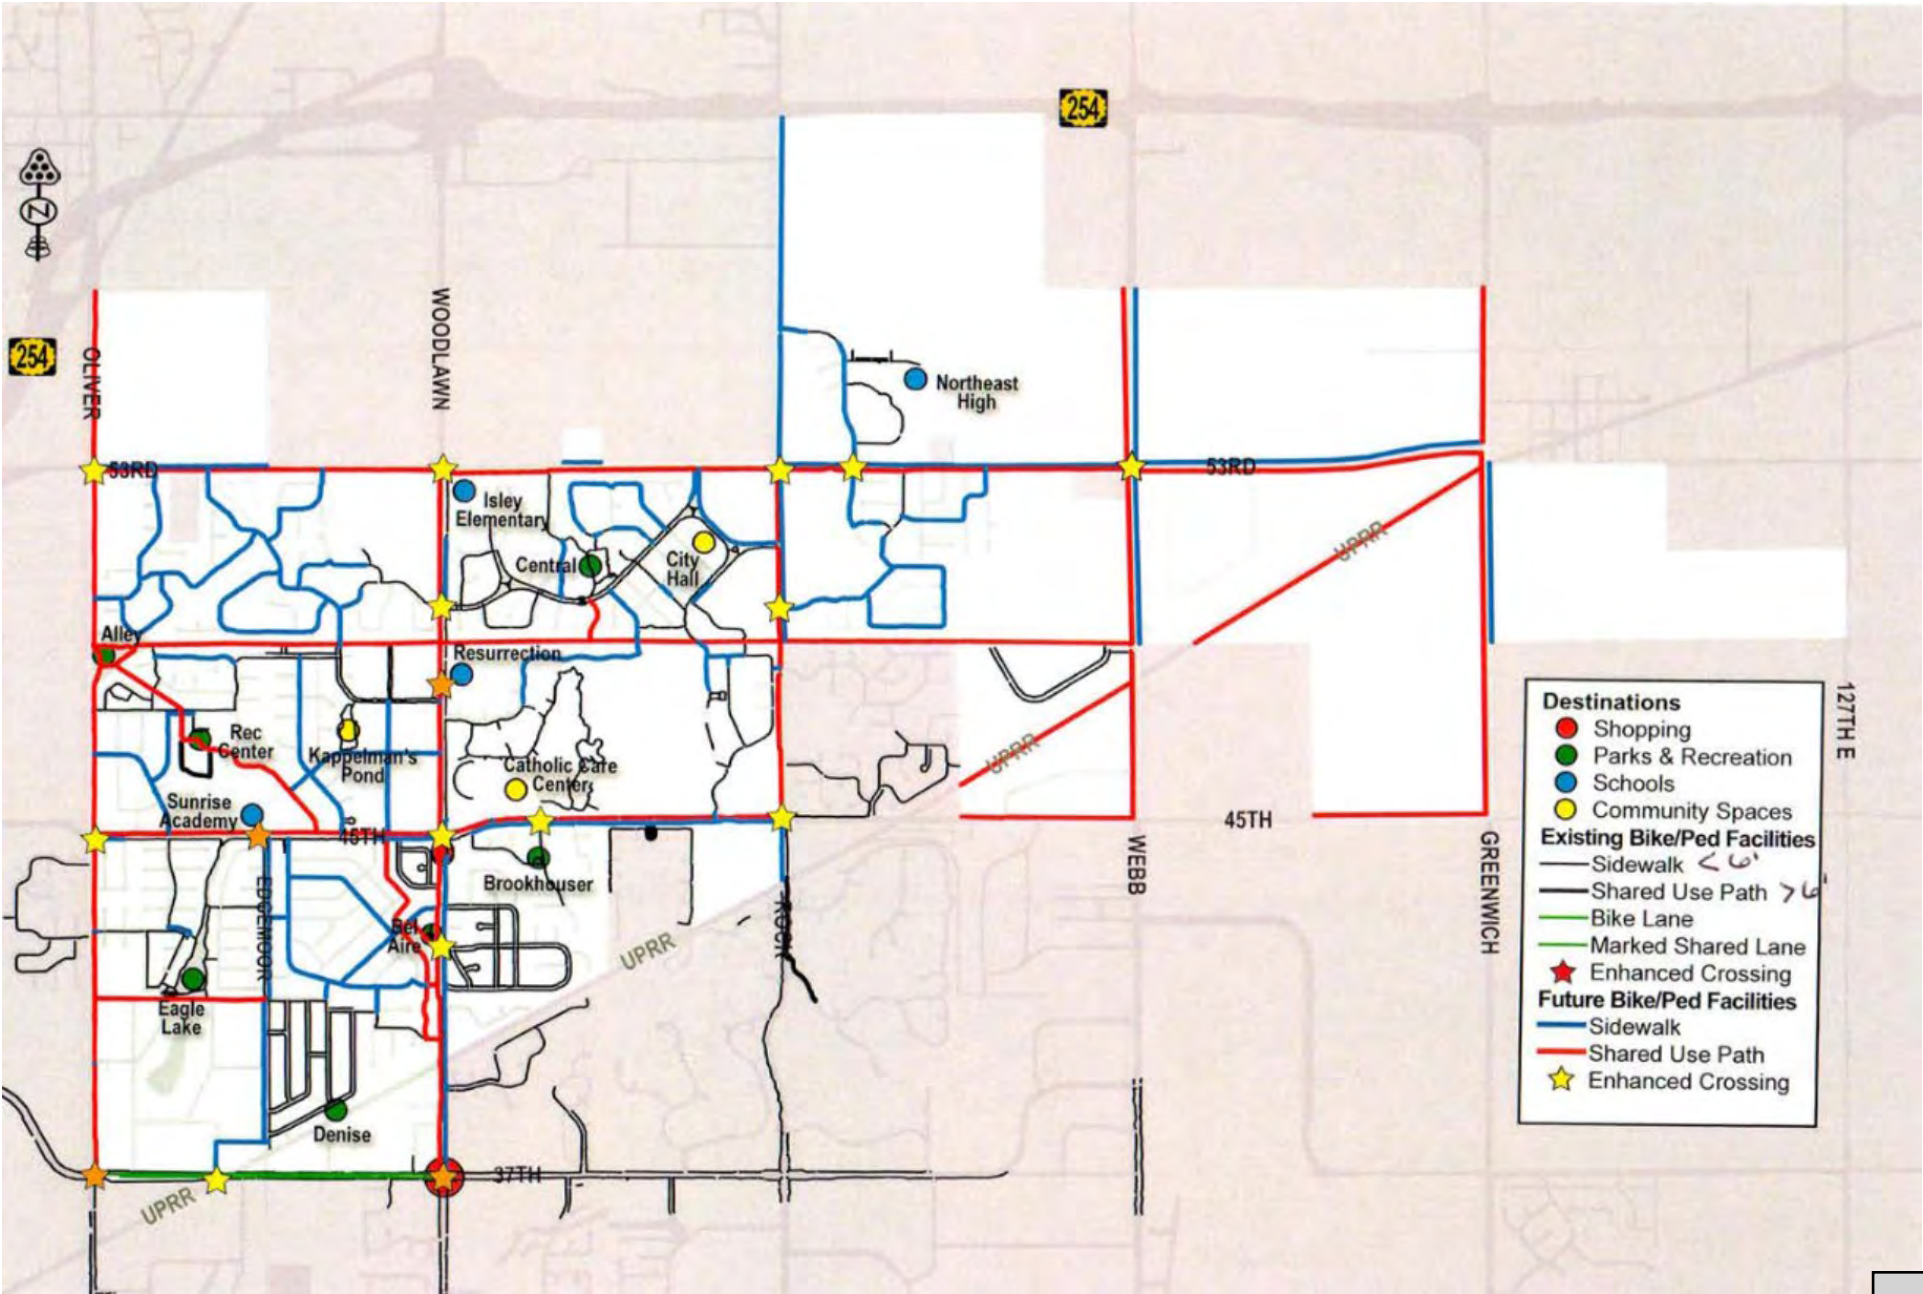 254
254
OLIVER
WOODLAWN
Northeast
High
53RD
53RD
Isley
Elementary
Central
City
Hall
UPRR
Alley
Resurrection
Rec
Center
Kappelman's
Pond
Catholic Care
Center
UPRR
Sunrise
Academy
45TH
45TH
WEBB
GREENWICH
127TH E
EDGEMOOR
Brookhouser
Bel
Aire
ROCK
UPRR
Eagle
Lake
Denise
37TH
UPRR
N
Destinations
Shopping
Parks & Recreation
Schools
Community Spaces
Existing Bike/Ped Facilities
Sidewalk < 6'
Shared Use Path > 6'
Bike Lane
Marked Shared Lane
Enhanced Crossing
Future Bike/Ped Facilities
Sidewalk
Shared Use Path
Enhanced Crossing